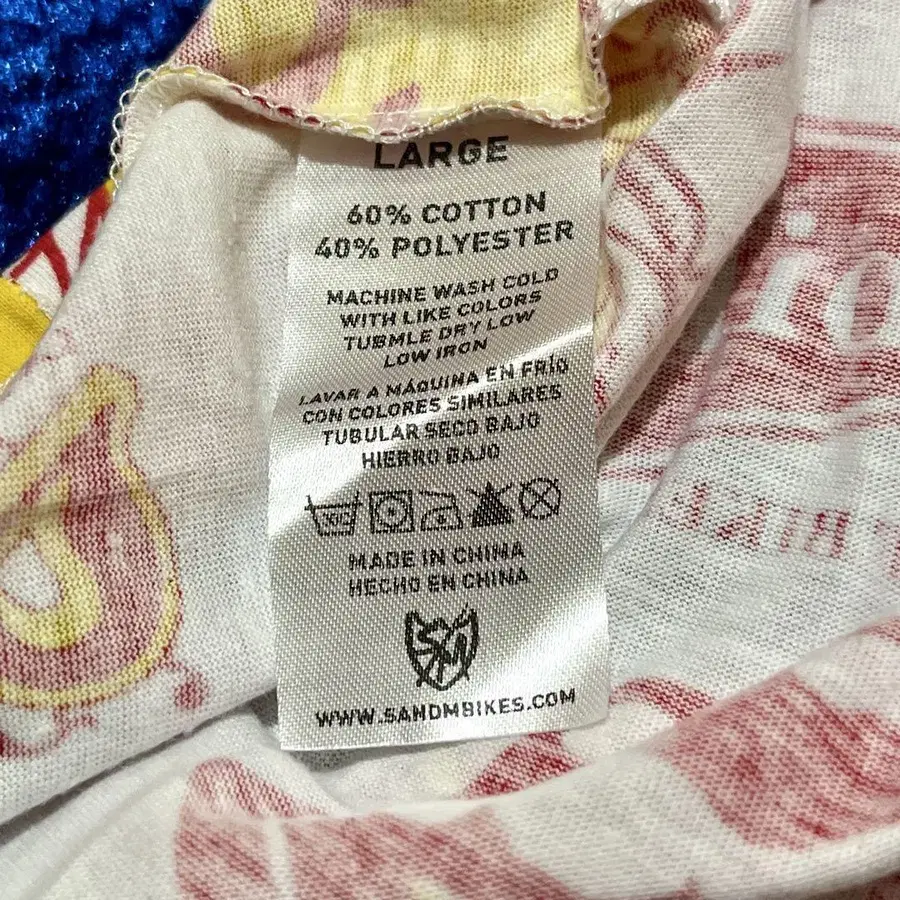 LARGE
60% COTTON
40% POLYESTER
MACHINE WASH COLD
WITH LIKE COLORS
TUBMLE DRY LOW
LOW IRON
LAVAR A MÁQUINA EN FRÍO
CON COLORES SIMILARES
TUBULAR SECO BAJO
HIERRO BAJO
30°
MADE IN CHINA
HECHO EN CHINA
S M
WWW.SANDMBIKES.COM